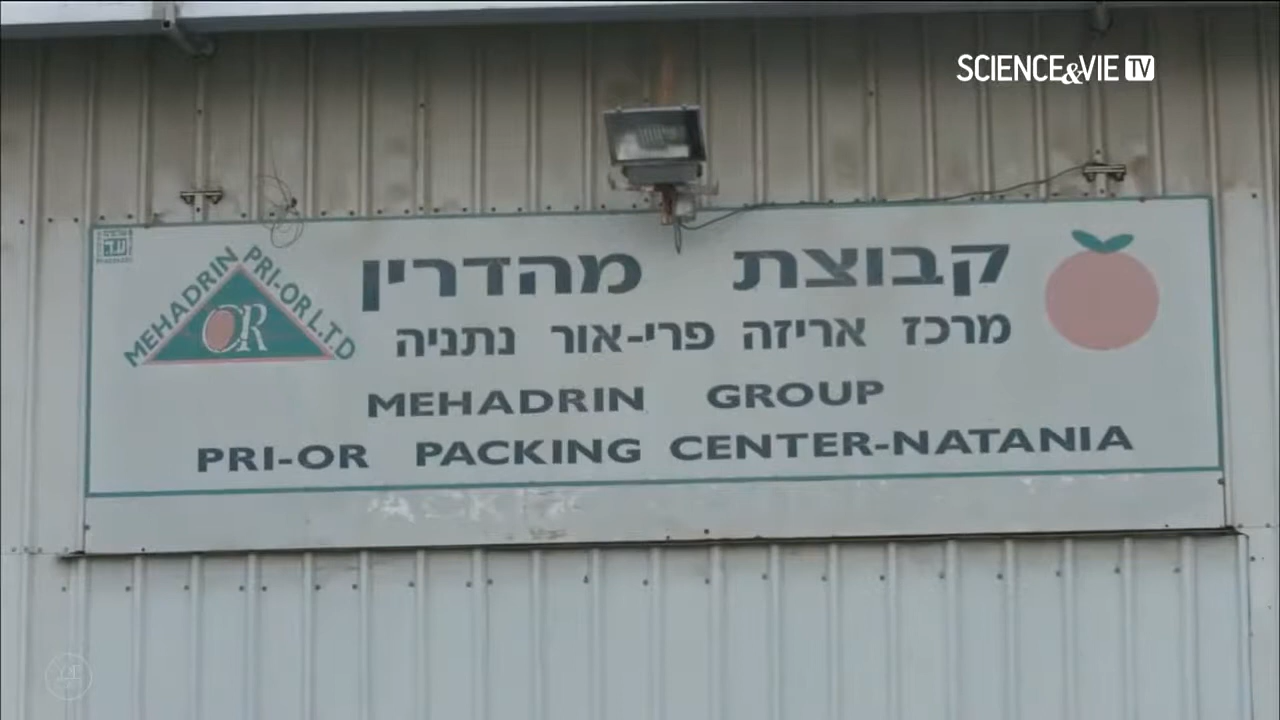 SCIENCE&VIE TV
MEHADRIN PRI-OR L.T.D
OR
קבוצת מהדרין
מרכז אריזה פרי-אור נתניה
MEHADRIN GROUP
PRI-OR PACKING CENTER-NATANIA